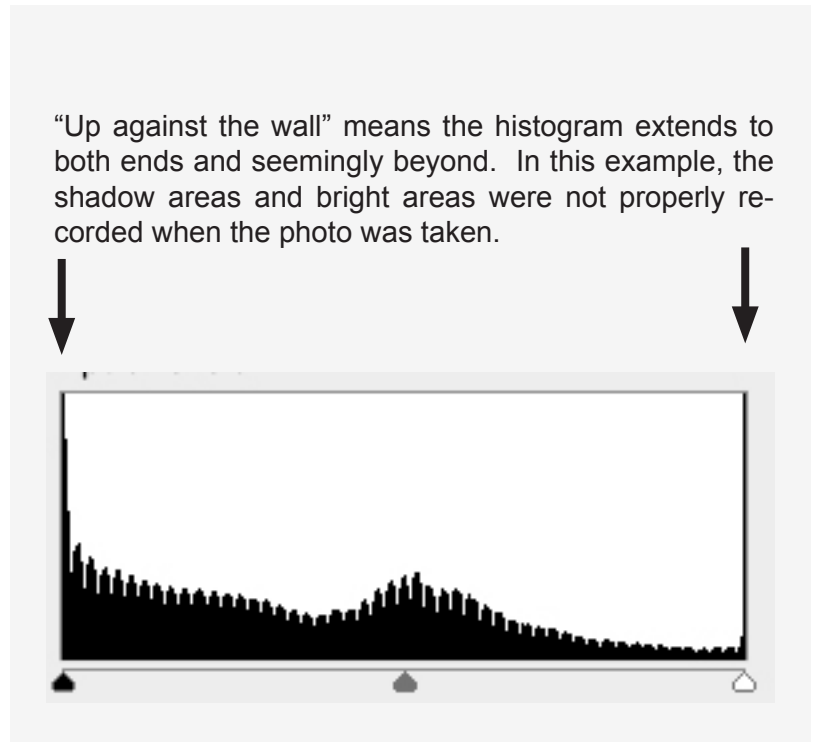 “Up against the wall” means the histogram extends to
both ends and seemingly beyond.  In this example, the
shadow areas and bright areas were not properly re-
corded when the photo was taken.